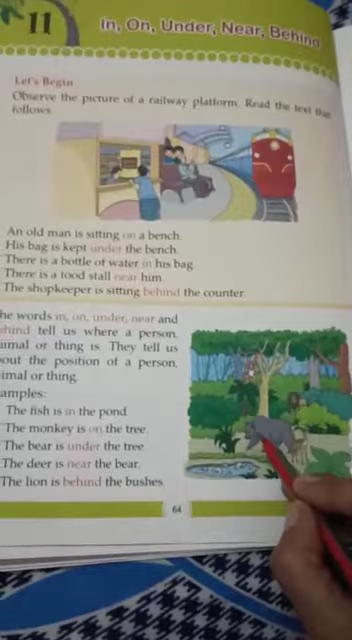 11 in, On, Under, Near, Behind
Let's Begin
Observe the picture of a railway platform. Read the text that
follows.
An old man is sitting on a bench.
His bag is kept under the bench.
There is a bottle of water in his bag.
There is a food stall near him.
The shopkeeper is sitting behind the counter.
he words in, on, under, near and
ehind tell us where a person,
imal or thing is. They tell us
out the position of a person,
imal or thing.
amples:
The fish is in the pond.
The monkey is on the tree.
The bear is under the tree.
The deer is near the bear.
The lion is behind the bushes.
64